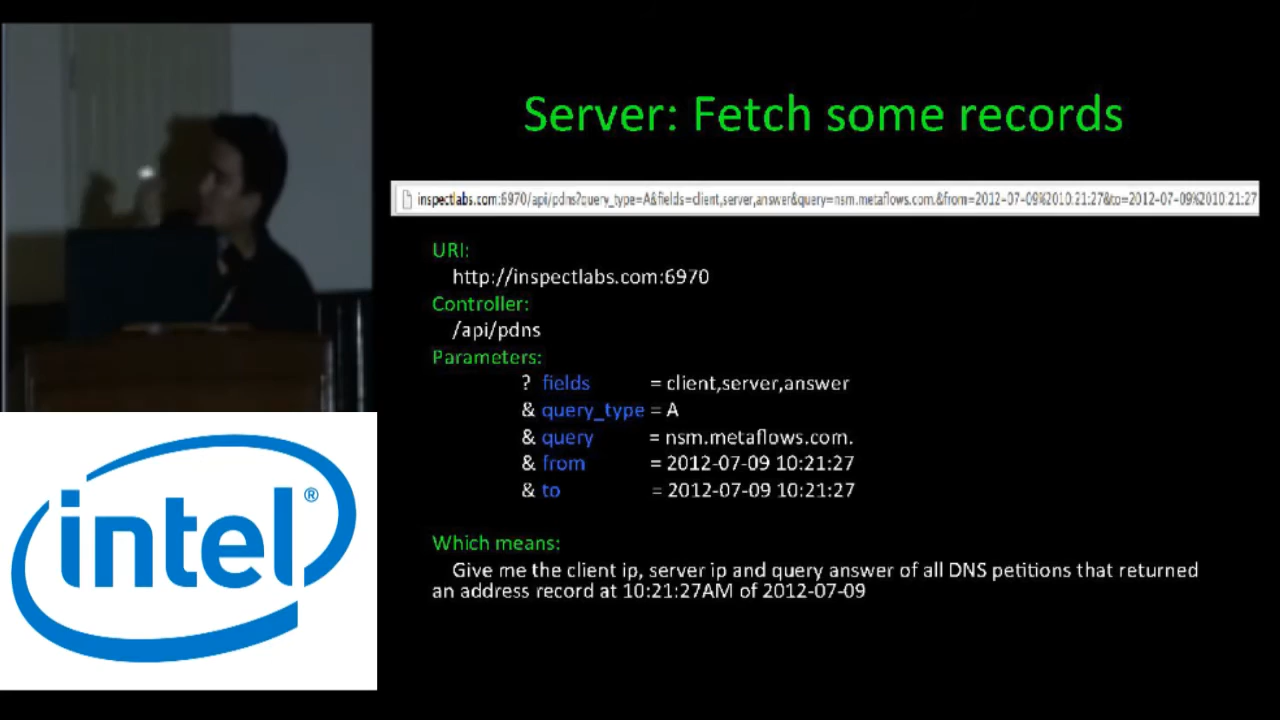 Server: Fetch some records
inspectlabs.com:6970/api/pdns?query_type=A&fields=client,server,answer&query=nsm.metaflows.com.&from=2012-07-09%2010:21:27&to=2012-07-09%2010:21:27
URI:
http://inspectlabs.com:6970
Controller:
/api/pdns
Parameters:
? fields = client,server,answer
& query_type = A
& query = nsm.metaflows.com.
& from = 2012-07-09 10:21:27
& to = 2012-07-09 10:21:27
Which means:
Give me the client ip, server ip and query answer of all DNS petitions that returned
an address record at 10:21:27AM of 2012-07-09
intel®